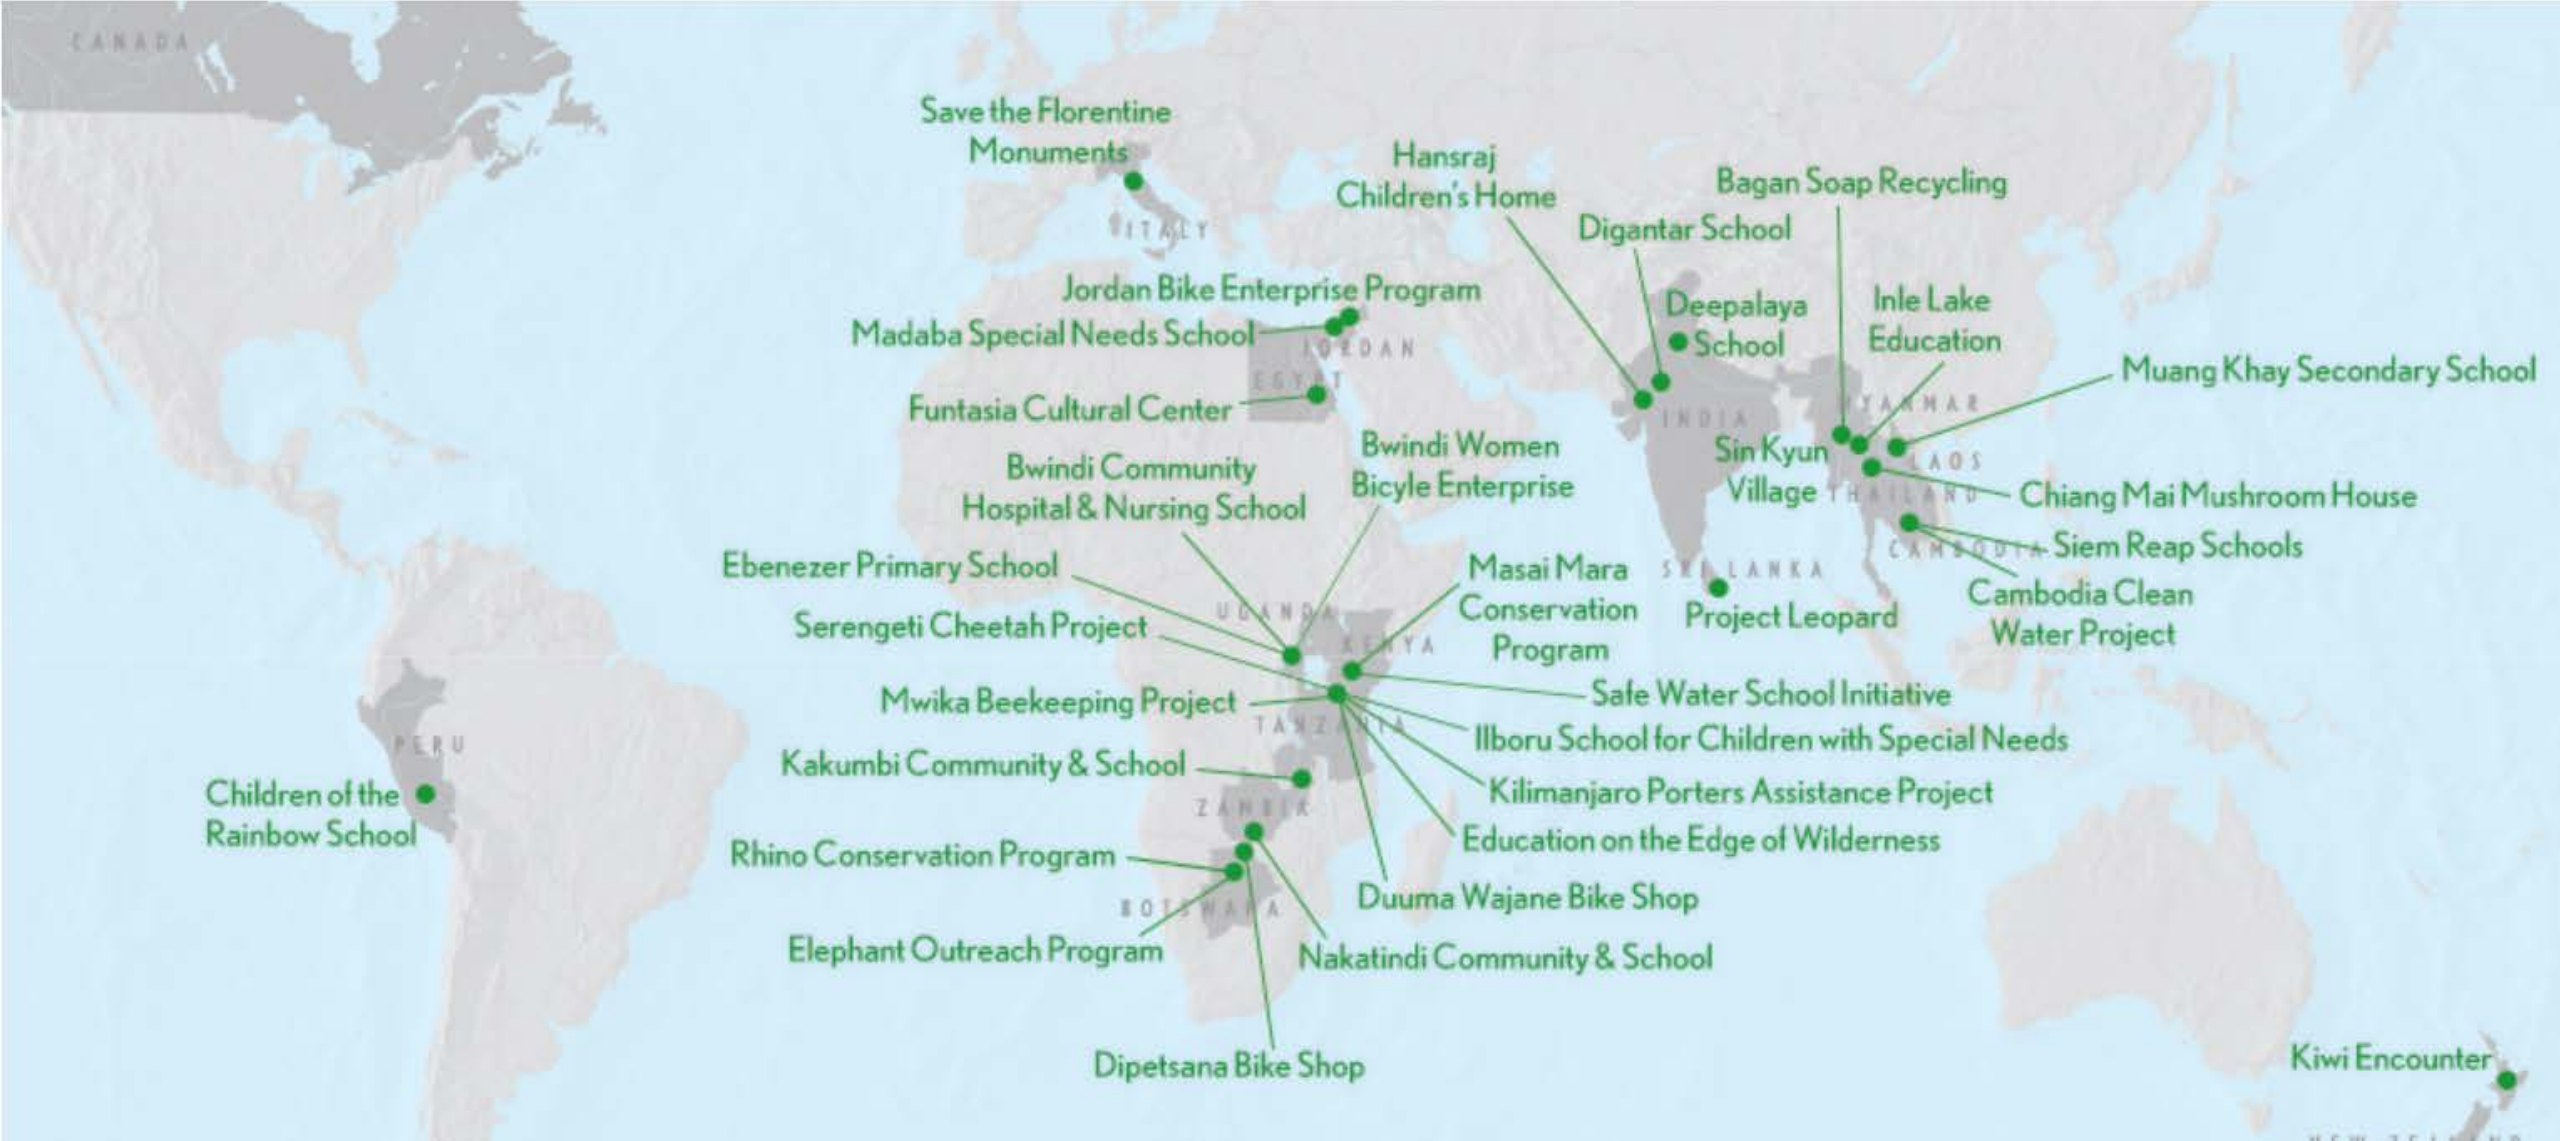 CANADA
Save the Florentine
Monuments
ITALY
Hansraj
Children's Home
Digantar School
Bagan Soap Recycling
Jordan Bike Enterprise Program
Madaba Special Needs School
JORDAN
Deepalaya
School
Inle Lake
Education
Muang Khay Secondary School
EGYPT
Funtasia Cultural Center
INDIA
MYANMAR
Bwindi Community
Hospital & Nursing School
Bwindi Women
Bicyle Enterprise
Sin Kyun
Village
LAOS
THAILAND
Chiang Mai Mushroom House
Siem Reap Schools
CAMBODIA
Cambodia Clean
Water Project
Ebenezer Primary School
Masai Mara
Conservation
Program
SRI LANKA
Project Leopard
UGANDA
Serengeti Cheetah Project
KENYA
Mwika Beekeeping Project
Safe Water School Initiative
TANZANIA
Ilboru School for Children with Special Needs
PERU
Kakumbi Community & School
Kilimanjaro Porters Assistance Project
Children of the
Rainbow School
ZAMBIA
Education on the Edge of Wilderness
Rhino Conservation Program
Duuma Wajane Bike Shop
BOTSWANA
Elephant Outreach Program
Nakatindi Community & School
Dipetsana Bike Shop
Kiwi Encounter
NEW ZEALAND